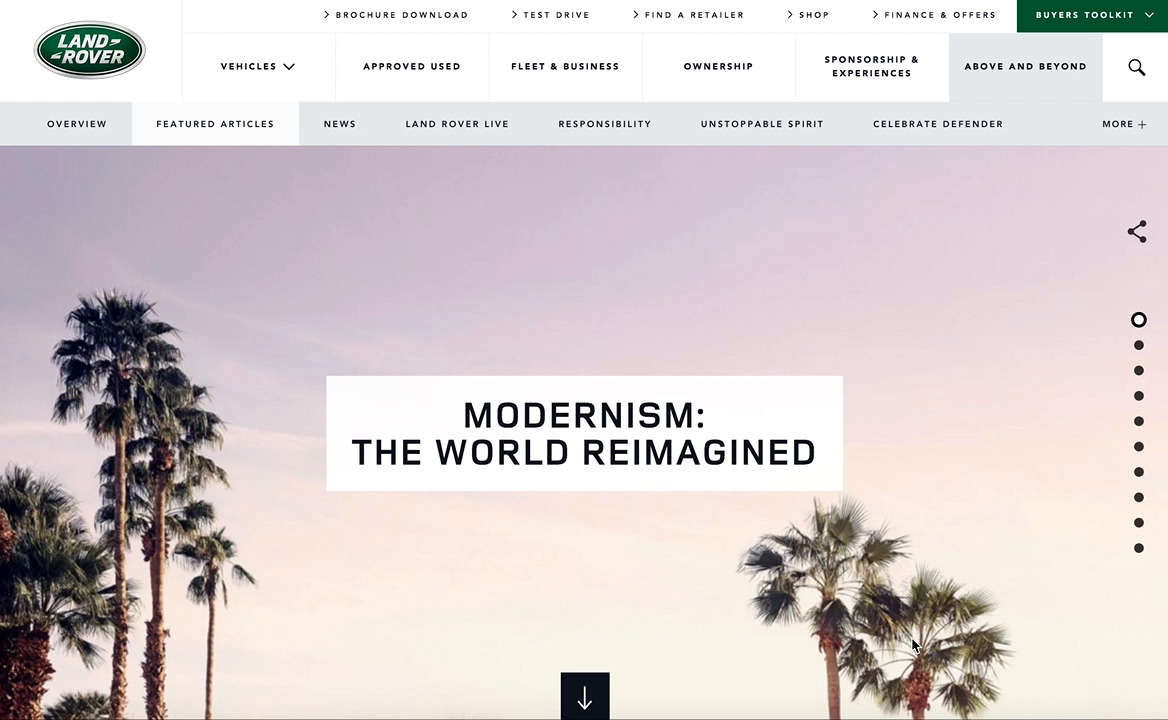 BROCHURE DOWNLOAD
TEST DRIVE
FIND A RETAILER
SHOP
FINANCE & OFFERS
BUYERS TOOLKIT
LAND-
-ROVER
VEHICLES
APPROVED USED
FLEET & BUSINESS
OWNERSHIP
SPONSORSHIP &
EXPERIENCES
ABOVE AND BEYOND
OVERVIEW
FEATURED ARTICLES
NEWS
LAND ROVER LIVE
RESPONSIBILITY
UNSTOPPABLE SPIRIT
CELEBRATE DEFENDER
MORE +
MODERNISM:
THE WORLD REIMAGINED